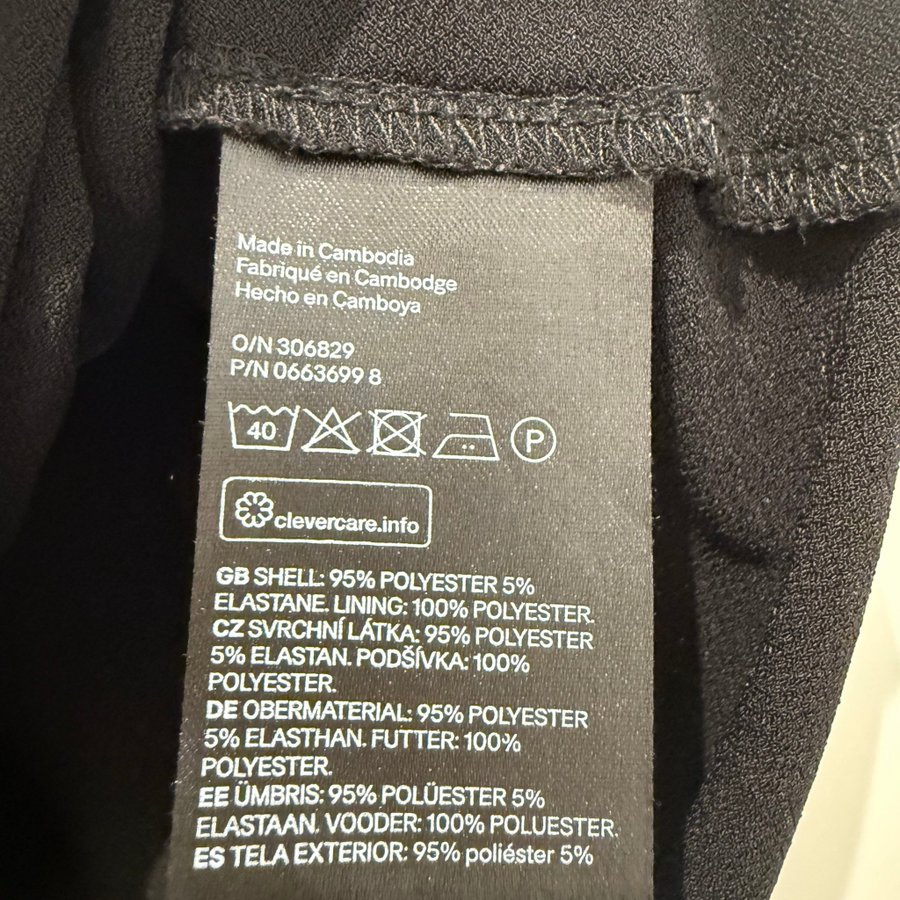 Made in Cambodia
Fabriqué en Cambodge
Hecho en Camboya
O/N 306829
P/N 0663699 8
40 P
clevercare.info
GB SHELL: 95% POLYESTER 5%
ELASTANE. LINING: 100% POLYESTER.
CZ SVRCHNÍ LÁTKA: 95% POLYESTER
5% ELASTAN. PODŠÍVKA: 100%
POLYESTER.
DE OBERMATERIAL: 95% POLYESTER
5% ELASTHAN. FUTTER: 100%
POLYESTER.
EE ÜMBRIS: 95% POLÜESTER 5%
ELASTAAN. VOODER: 100% POLUESTER.
ES TELA EXTERIOR: 95% poliéster 5%